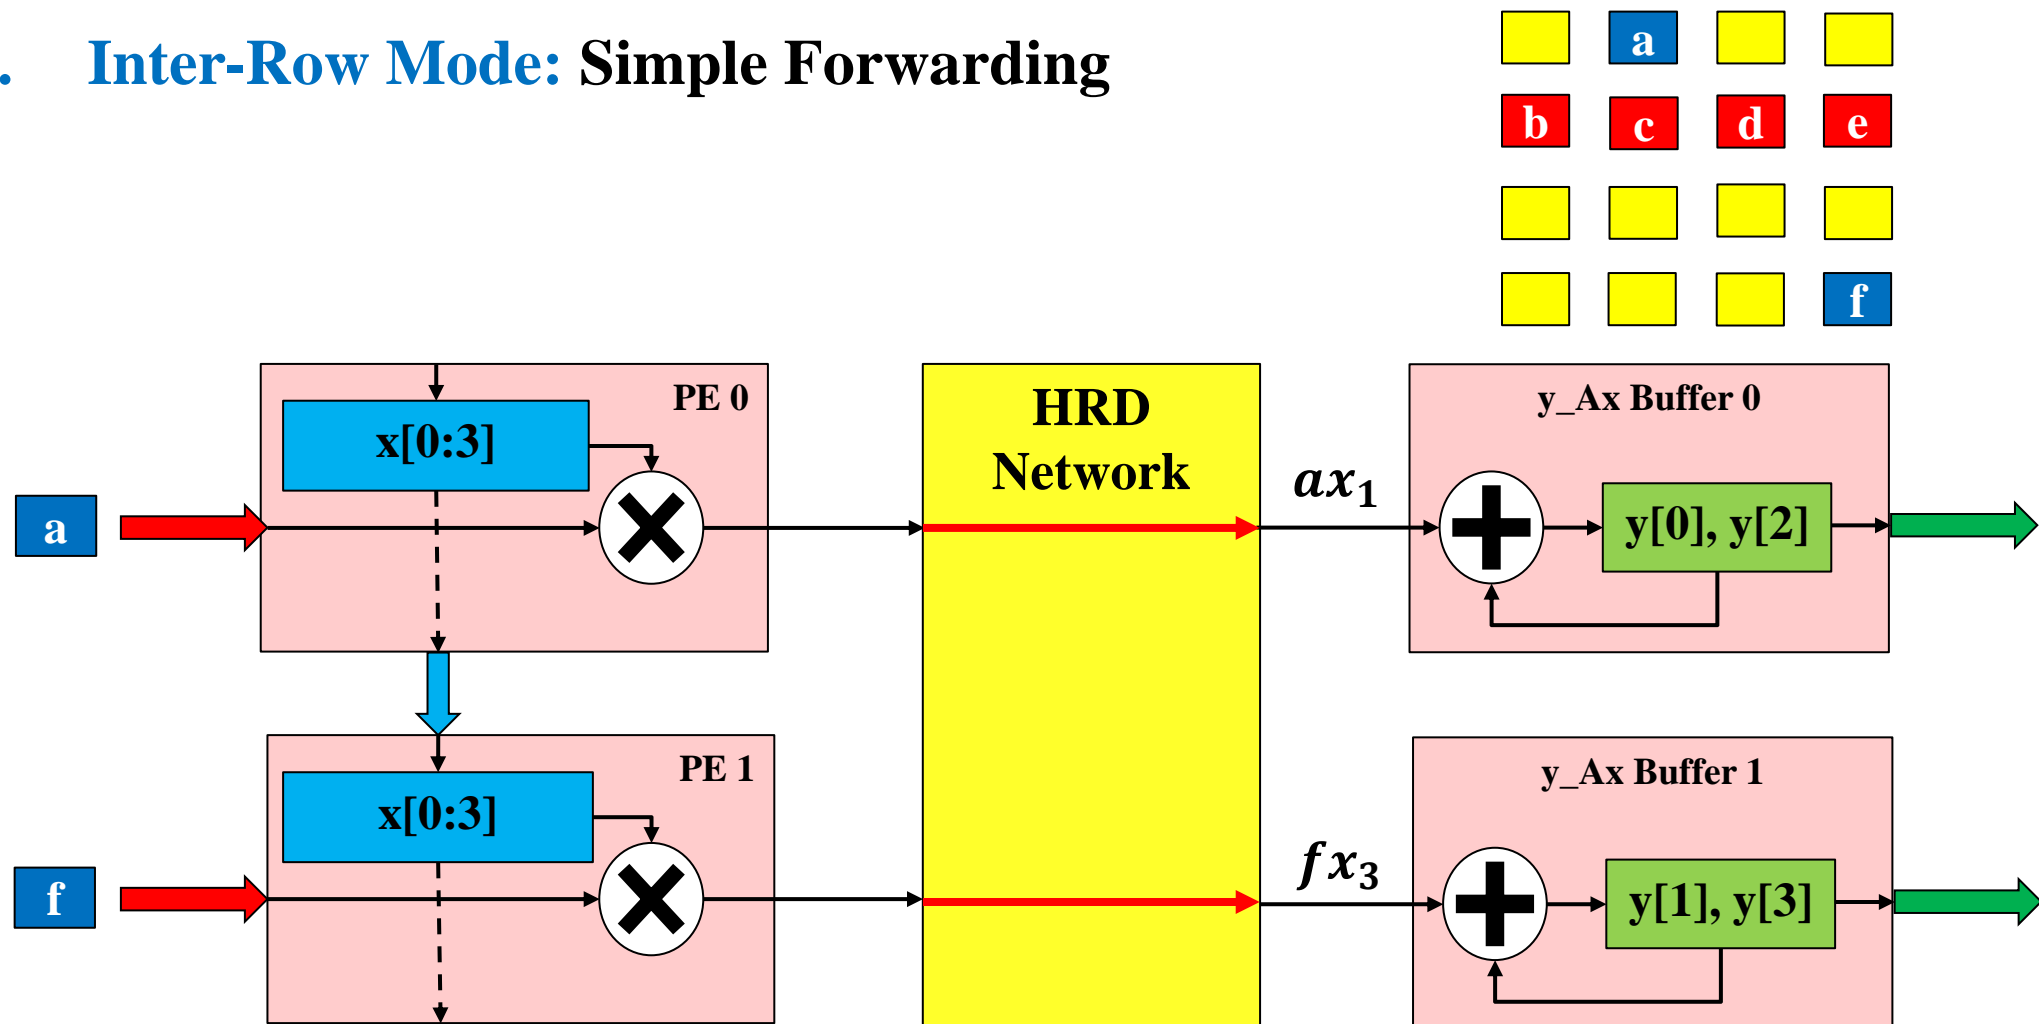 . Inter-Row Mode: Simple Forwarding
a
b c d e
f
PE 0
x[0:3]
a
HRD
Network
ax₁
y_Ax Buffer 0
y[0], y[2]
PE 1
x[0:3]
f
fx₃
y_Ax Buffer 1
y[1], y[3]